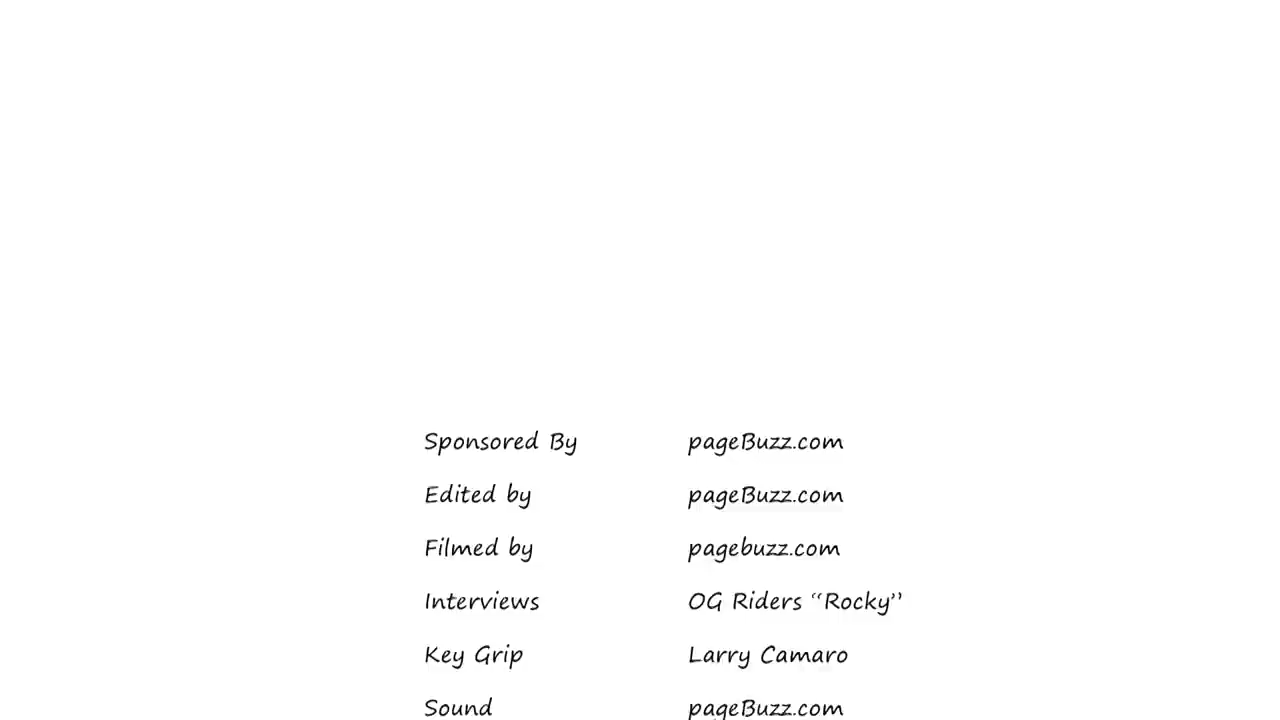 Sponsored By pageBuzz.com
Edited by pageBuzz.com
Filmed by pagebuzz.com
Interviews OG Riders “Rocky”
Key Grip Larry Camaro
Sound pageBuzz.com